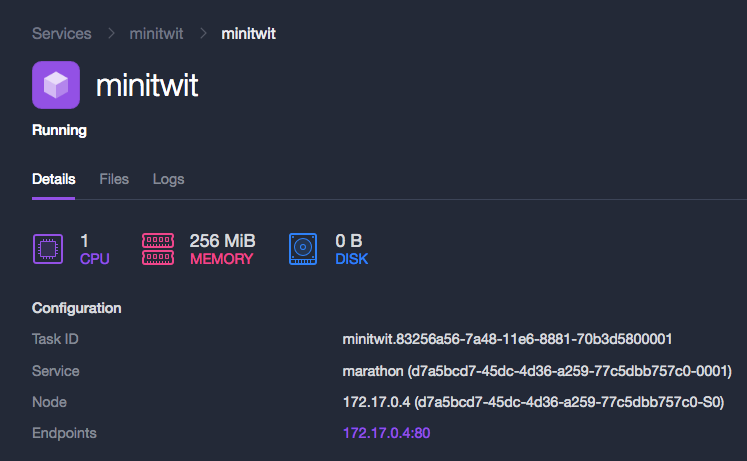 Services > minitwit > minitwit
minitwit
Running
Details Files Logs
1 256 MiB 0 B
CPU MEMORY DISK
Configuration
Task ID minitwit.83256a56-7a48-11e6-8881-70b3d5800001
Service marathon (d7a5bcd7-45dc-4d36-a259-77c5dbb757c0-0001)
Node 172.17.0.4 (d7a5bcd7-45dc-4d36-a259-77c5dbb757c0-S0)
Endpoints 172.17.0.4:80